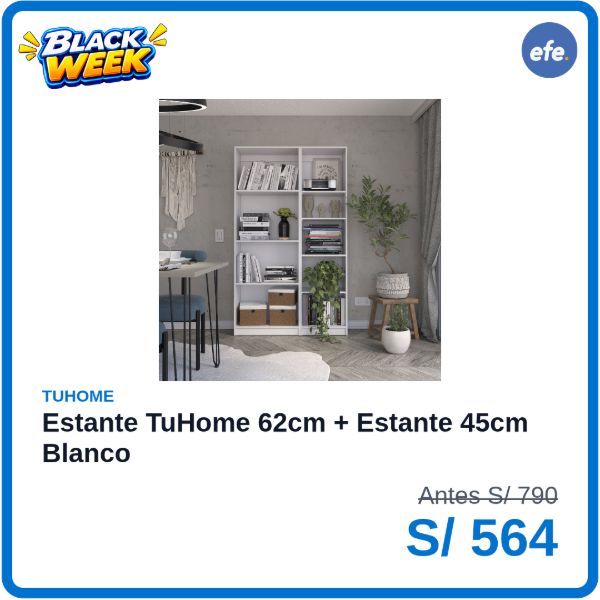 BLACK
WEEK
efe.
TUHOME
Estante TuHome 62cm + Estante 45cm
Blanco
Antes S/ 790
S/ 564